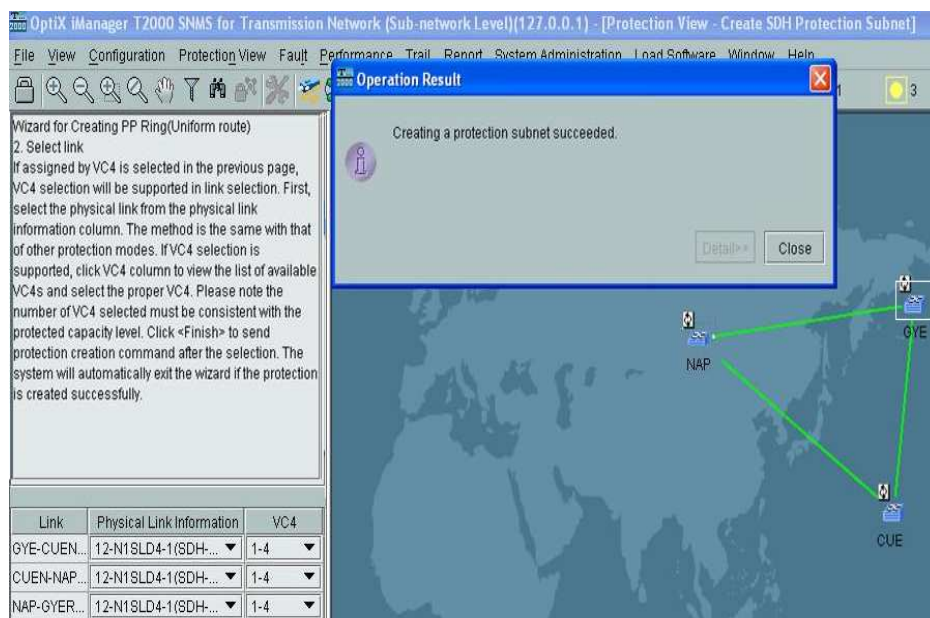 OptiX iManager T2000 SNMS for Transmission Network (Sub-network Level)(127.0.0.1) - [Protection View - Create SDH Protection Subnet]
File View Configuration Protection View Fault Performance Trail Report System Administration Load Software Window Help
Operation Result
1
3
Creating a protection subnet succeeded.
Detail>>
Close
Wizard for Creating PP Ring(Uniform route)
2. Select link
If assigned by VC4 is selected in the previous page,
VC4 selection will be supported in link selection. First,
select the physical link from the physical link
information column. The method is the same with that
of other protection modes. If VC4 selection is
supported, click VC4 column to view the list of available
VC4s and select the proper VC4. Please note the
number of VC4 selected must be consistent with the
protected capacity level. Click <Finish> to send
protection creation command after the selection. The
system will automatically exit the wizard if the protection
is created successfully.
GYE
NAP
CUE
Link Physical Link Information VC4
GYE-CUEN... 12-N1SLD4-1(SDH-... 1-4
CUEN-NAP... 12-N1SLD4-1(SDH-... 1-4
NAP-GYER... 12-N1SLD4-1(SDH-... 1-4